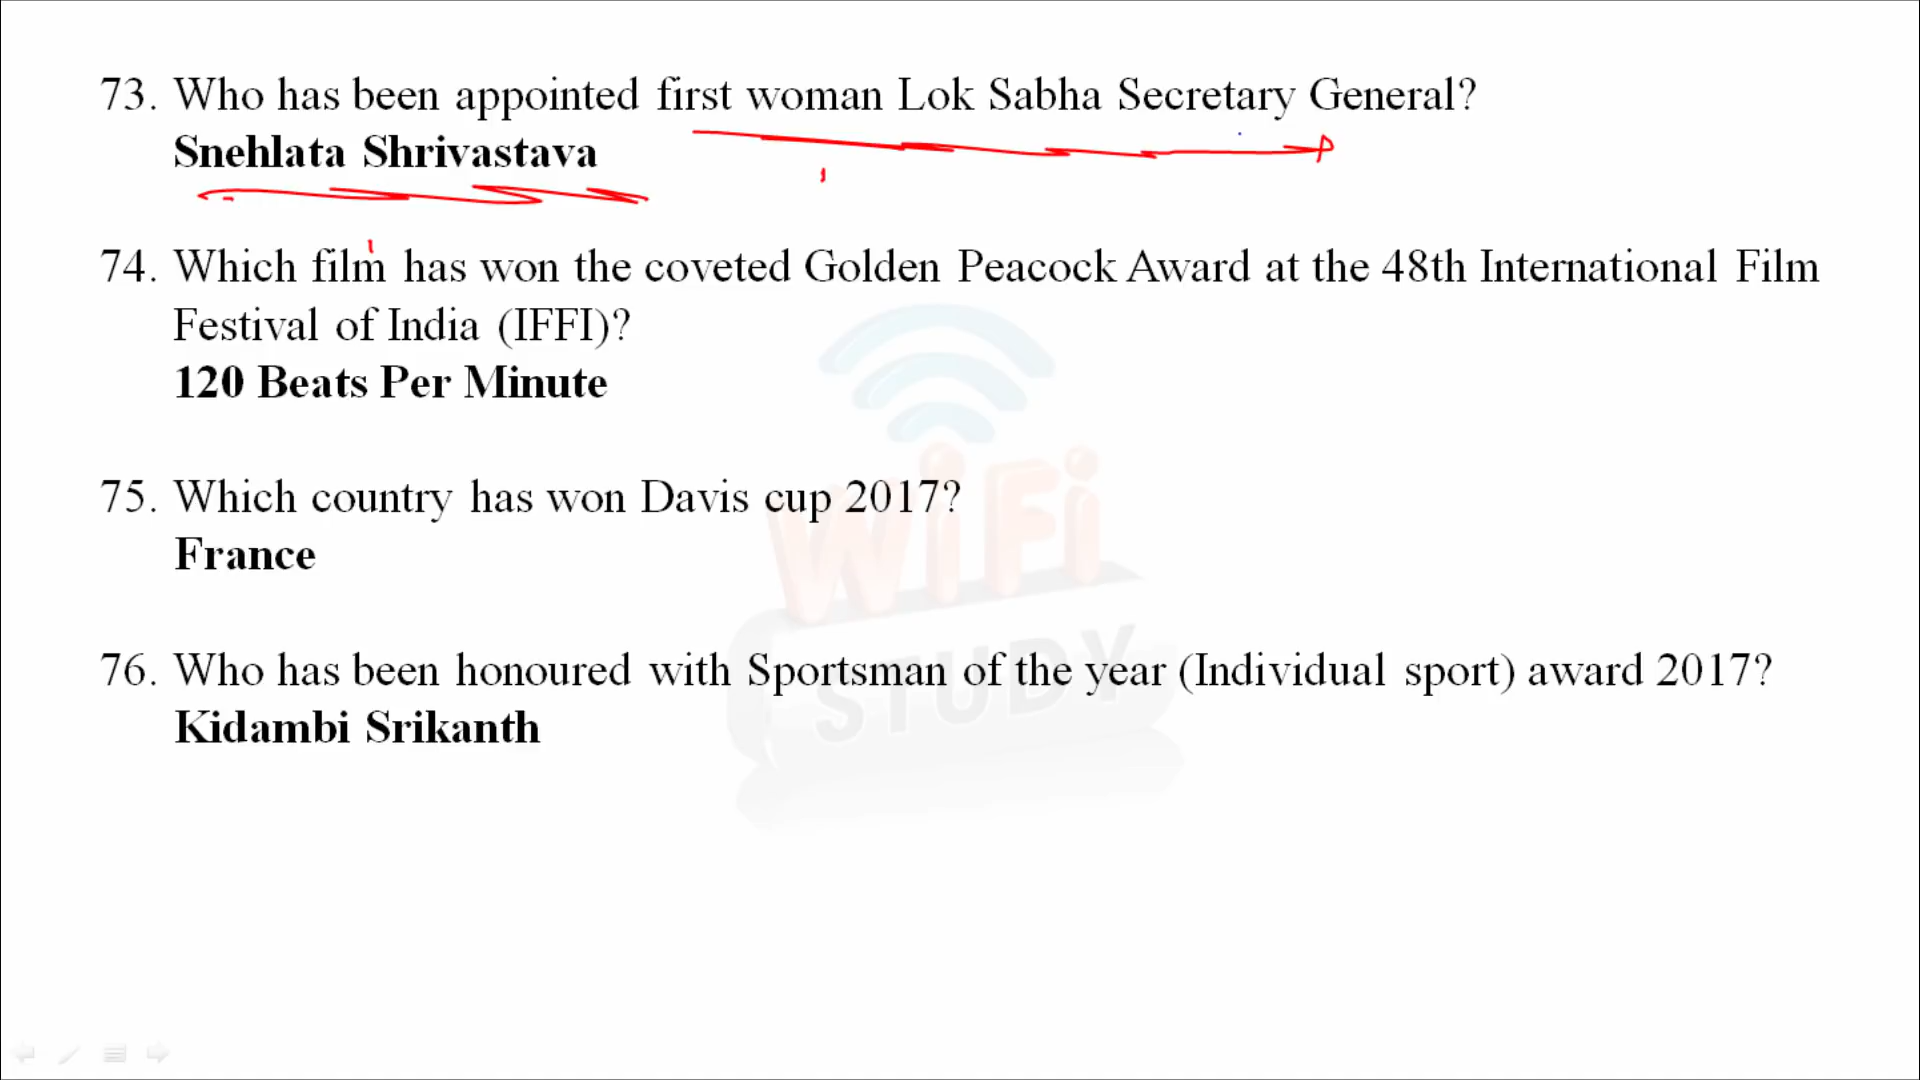 73. Who has been appointed first woman Lok Sabha Secretary General?
Snehlata Shrivastava
74. Which film has won the coveted Golden Peacock Award at the 48th International Film
Festival of India (IFFI)?
120 Beats Per Minute
75. Which country has won Davis cup 2017?
France
76. Who has been honoured with Sportsman of the year (Individual sport) award 2017?
Kidambi Srikanth
WiFi
STUDY